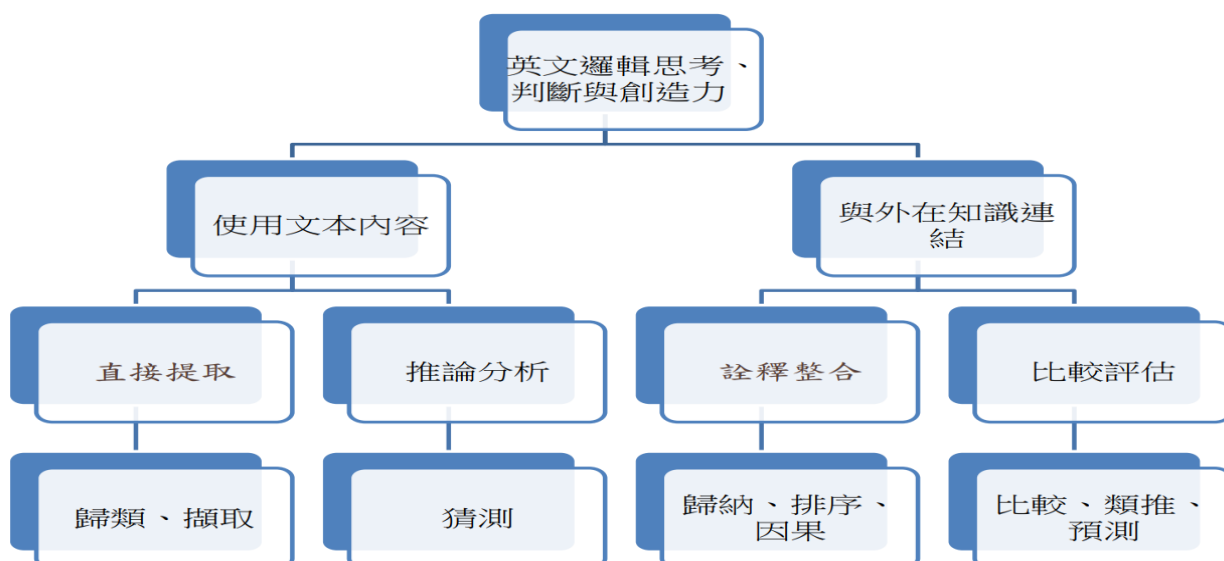 英文邏輯思考、
判斷與創造力
使用文本內容
與外在知識連
結
直接提取
推論分析
詮釋整合
比較評估
歸類、擷取
猜測
歸納、排序、
因果
比較、類推、
預測